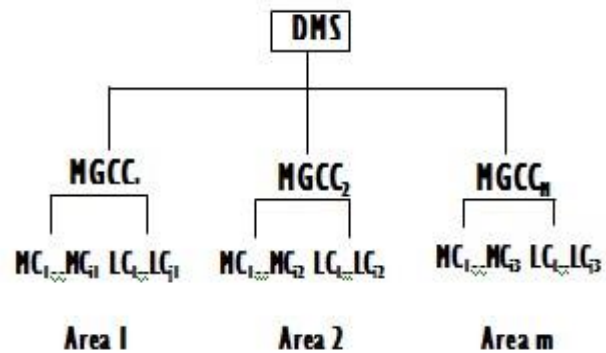 DMS
MGCC₁ MGCC₂ MGCCₘ
MC₁...MCᵢ₁ LC₁...LCⱼ₁ MC₁...MCᵢ₂ LC₁...LCᵢ₂ MC₁...MCᵢ₃ LC₁...LCⱼ₃
Area 1 Area 2 Area m